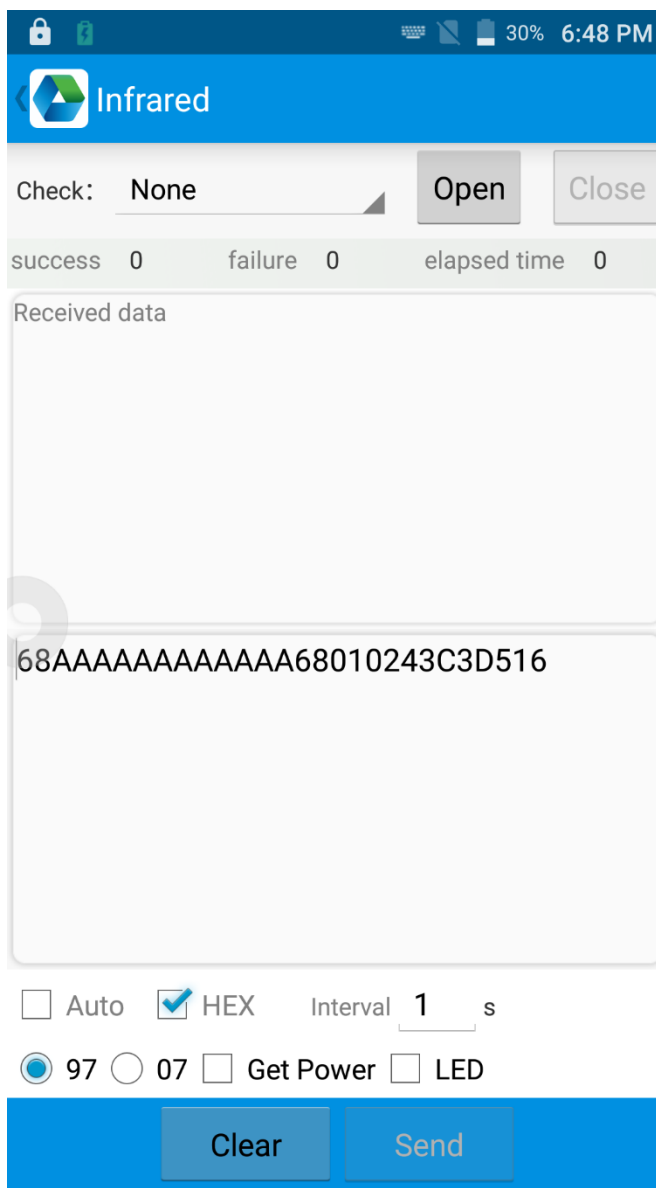 30% 6:48 PM
Infrared
Check: None Open Close
success 0 failure 0 elapsed time 0
Received data
68AAAAAAAAAAAA68010243C3D516
Auto HEX Interval 1 s
97 07 Get Power LED
Clear Send